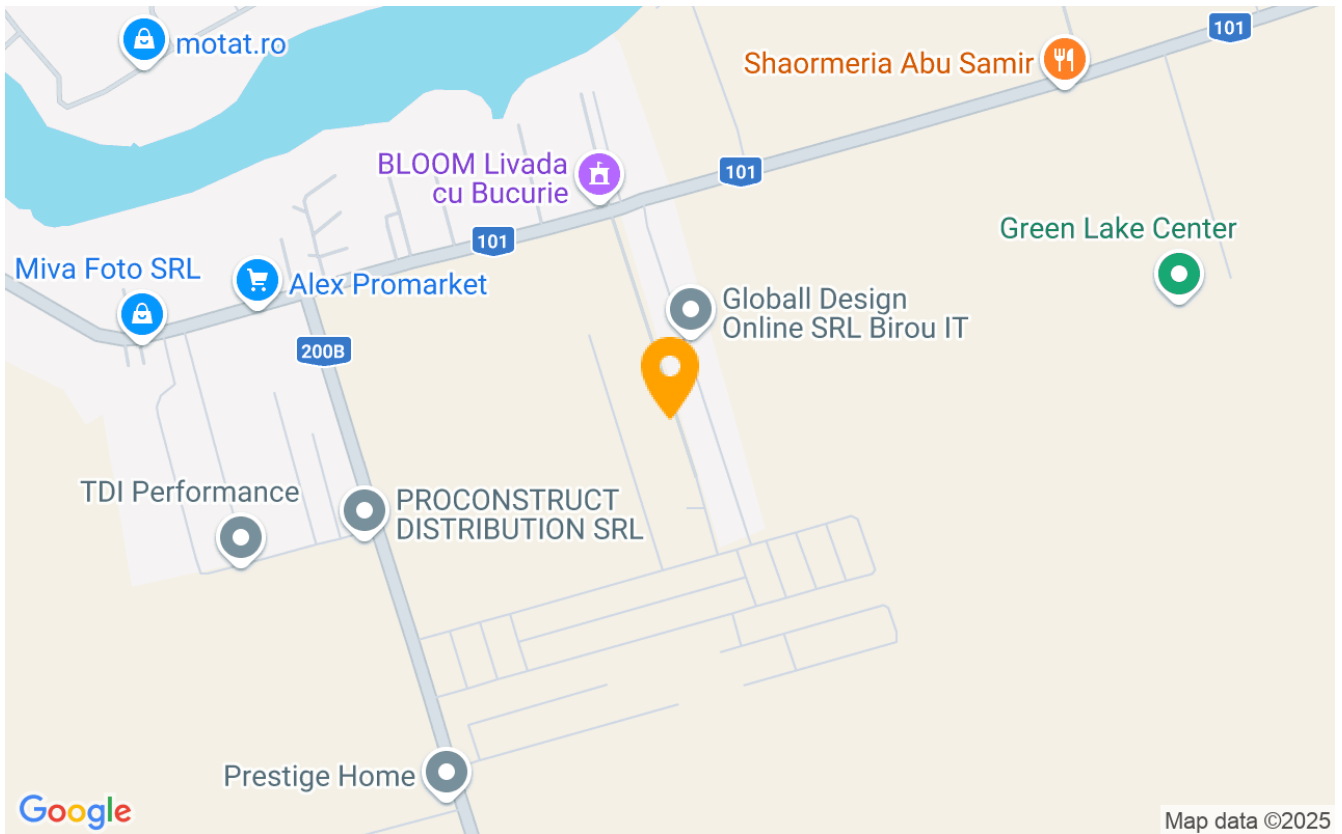 motat.ro
101
Shaormeria Abu Samir
BLOOM Livada
cu Bucurie
101
101
Green Lake Center
Miva Foto SRL
Alex Promarket
Globall Design
Online SRL Birou IT
200B
TDI Performance
PROCONSTRUCT
DISTRIBUTION SRL
Prestige Home
Google
Map data ©2025